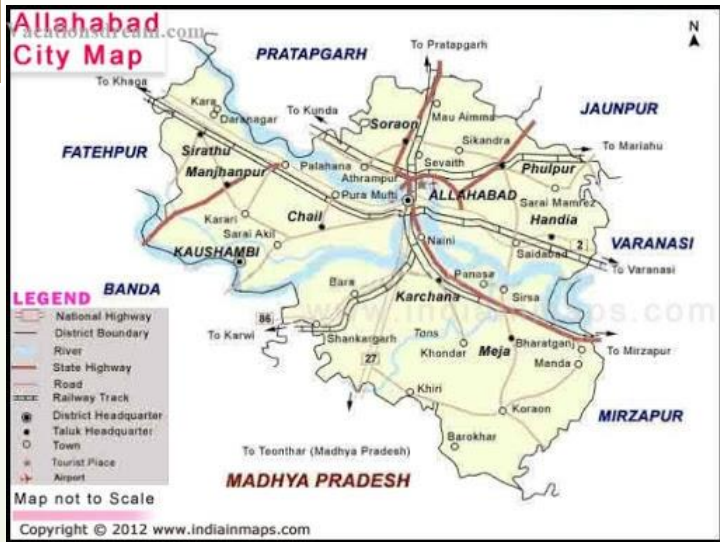 Allahabad
Vacationsdream.com
City Map
N
PRATAPGARH
To Pratapgarh
To Khaga
Kara
Daranagar
To Kunda
Mau Aimma
JAUNPUR
Soraon
Sikandra
To Mariahu
FATEHPUR
Sirathu
Manjhanpur
Palahana
Sevaith
Phulpur
Athrampur
Pura Mufti
ALLAHABAD
Sarai Mamrez
Karari
Chail
Handia
Sarai Akil
Naini
Saidabad
2
VARANASI
KAUSHAMBI
To Varanasi
BANDA
Bara
Panasa
Sirsa
Karchana
www.indiainmaps.com
86
To Karwi
Shankargarh
Tons
Khondar
Meja
Bharatganj
To Mirzapur
Manda
27
Khiri
Koraon
MIRZAPUR
Barokhar
To Teonthar (Madhya Pradesh)
MADHYA PRADESH
LEGEND
National Highway
District Boundary
River
State Highway
Road
Railway Track
District Headquarter
Taluk Headquarter
Town
Tourist Place
Airport
Map not to Scale
Copyright © 2012 www.indiainmaps.com